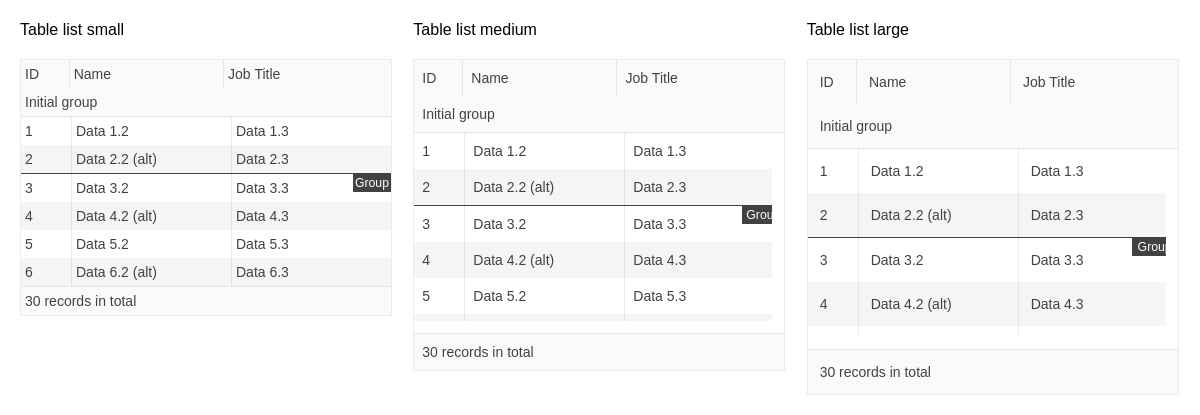 Table list small
ID Name Job Title
Initial group
1 Data 1.2 Data 1.3
2 Data 2.2 (alt) Data 2.3
Group
3 Data 3.2 Data 3.3
4 Data 4.2 (alt) Data 4.3
5 Data 5.2 Data 5.3
6 Data 6.2 (alt) Data 6.3
30 records in total
Table list medium
ID Name Job Title
Initial group
1 Data 1.2 Data 1.3
2 Data 2.2 (alt) Data 2.3
Grou
3 Data 3.2 Data 3.3
4 Data 4.2 (alt) Data 4.3
5 Data 5.2 Data 5.3
30 records in total
Table list large
ID Name Job Title
Initial group
1 Data 1.2 Data 1.3
2 Data 2.2 (alt) Data 2.3
Group
3 Data 3.2 Data 3.3
4 Data 4.2 (alt) Data 4.3
30 records in total